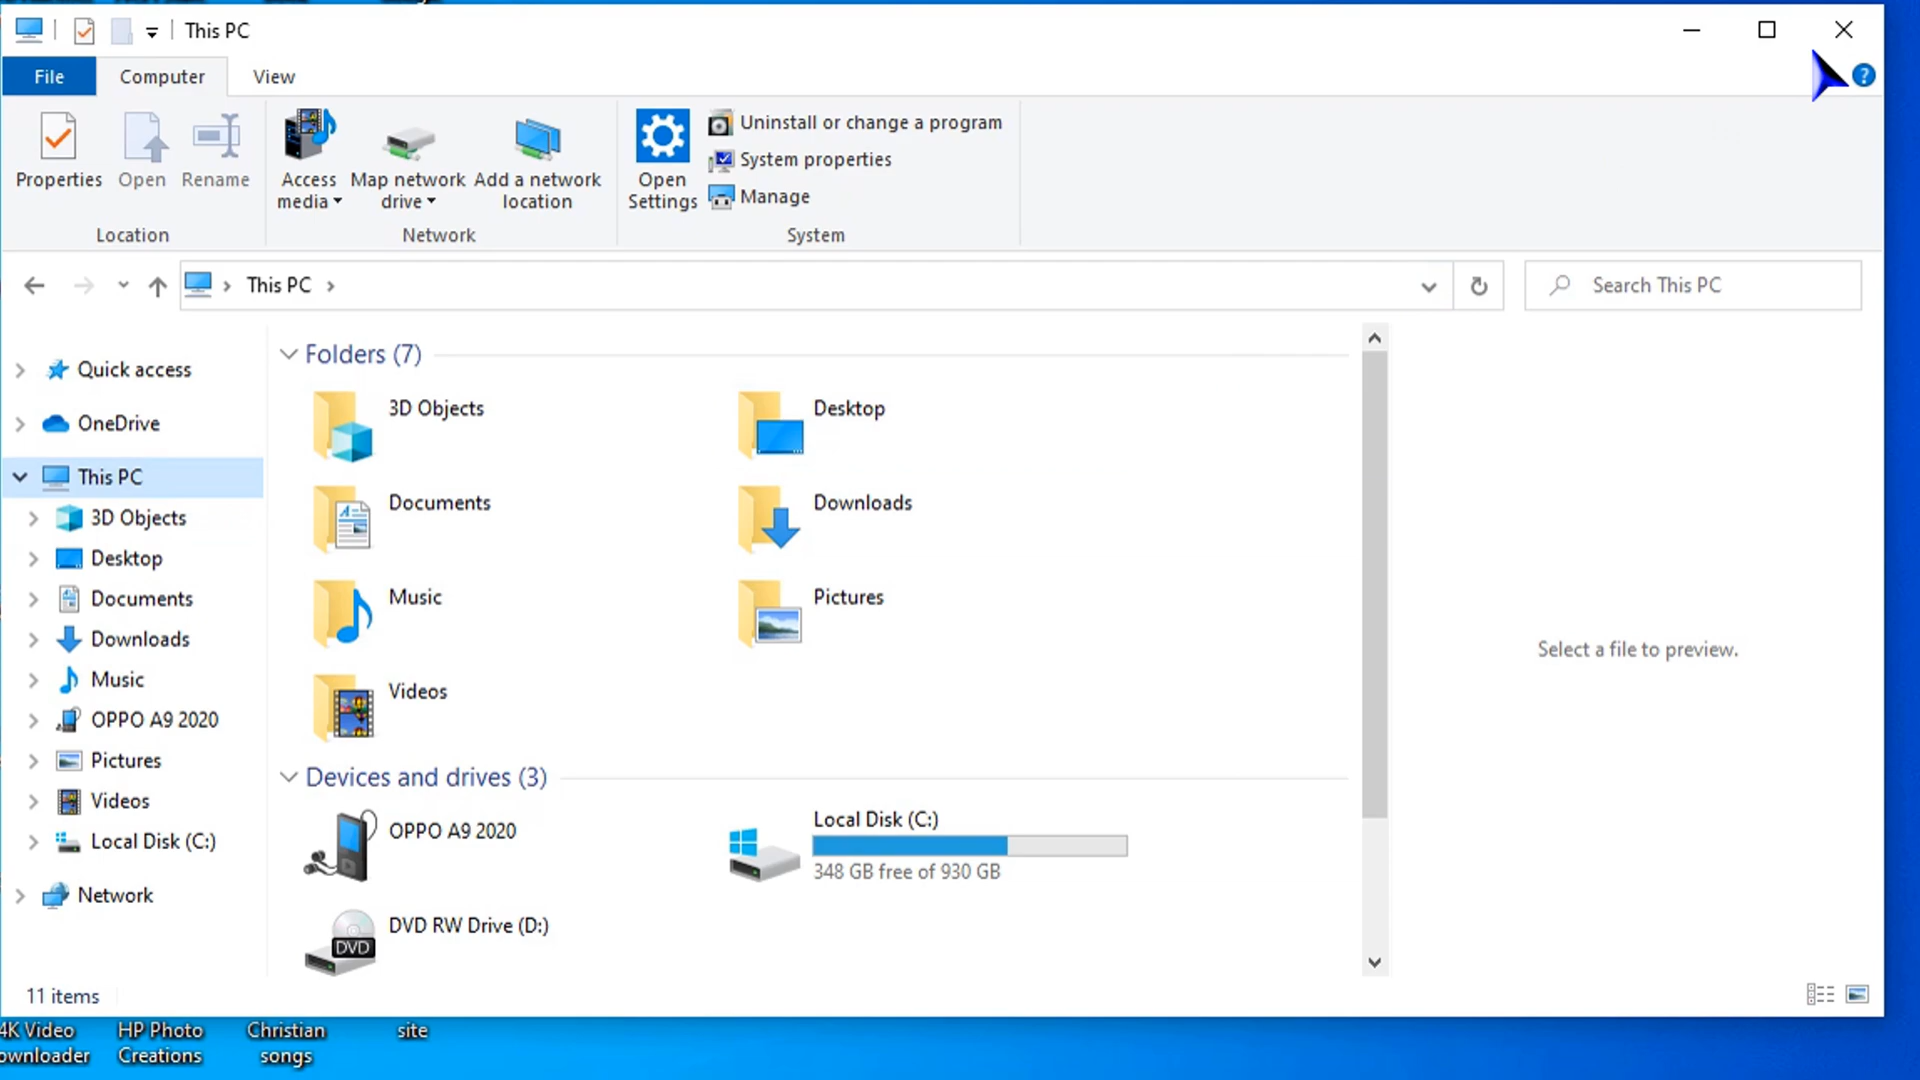 This PC
File
Computer
View
Properties
Open
Rename
Location
Access
media
Map network
drive
Add a network
location
Network
Open
Settings
Uninstall or change a program
System properties
Manage
System
This PC
Search This PC
Quick access
OneDrive
This PC
3D Objects
Desktop
Documents
Downloads
Music
OPPO A9 2020
Pictures
Videos
Local Disk (C:)
Network
Folders (7)
3D Objects
Desktop
Documents
Downloads
Music
Pictures
Videos
Devices and drives (3)
OPPO A9 2020
Local Disk (C:)
348 GB free of 930 GB
DVD
DVD RW Drive (D:)
Select a file to preview.
11 items
4K Video
ownloader
HP Photo
Creations
Christian
songs
site